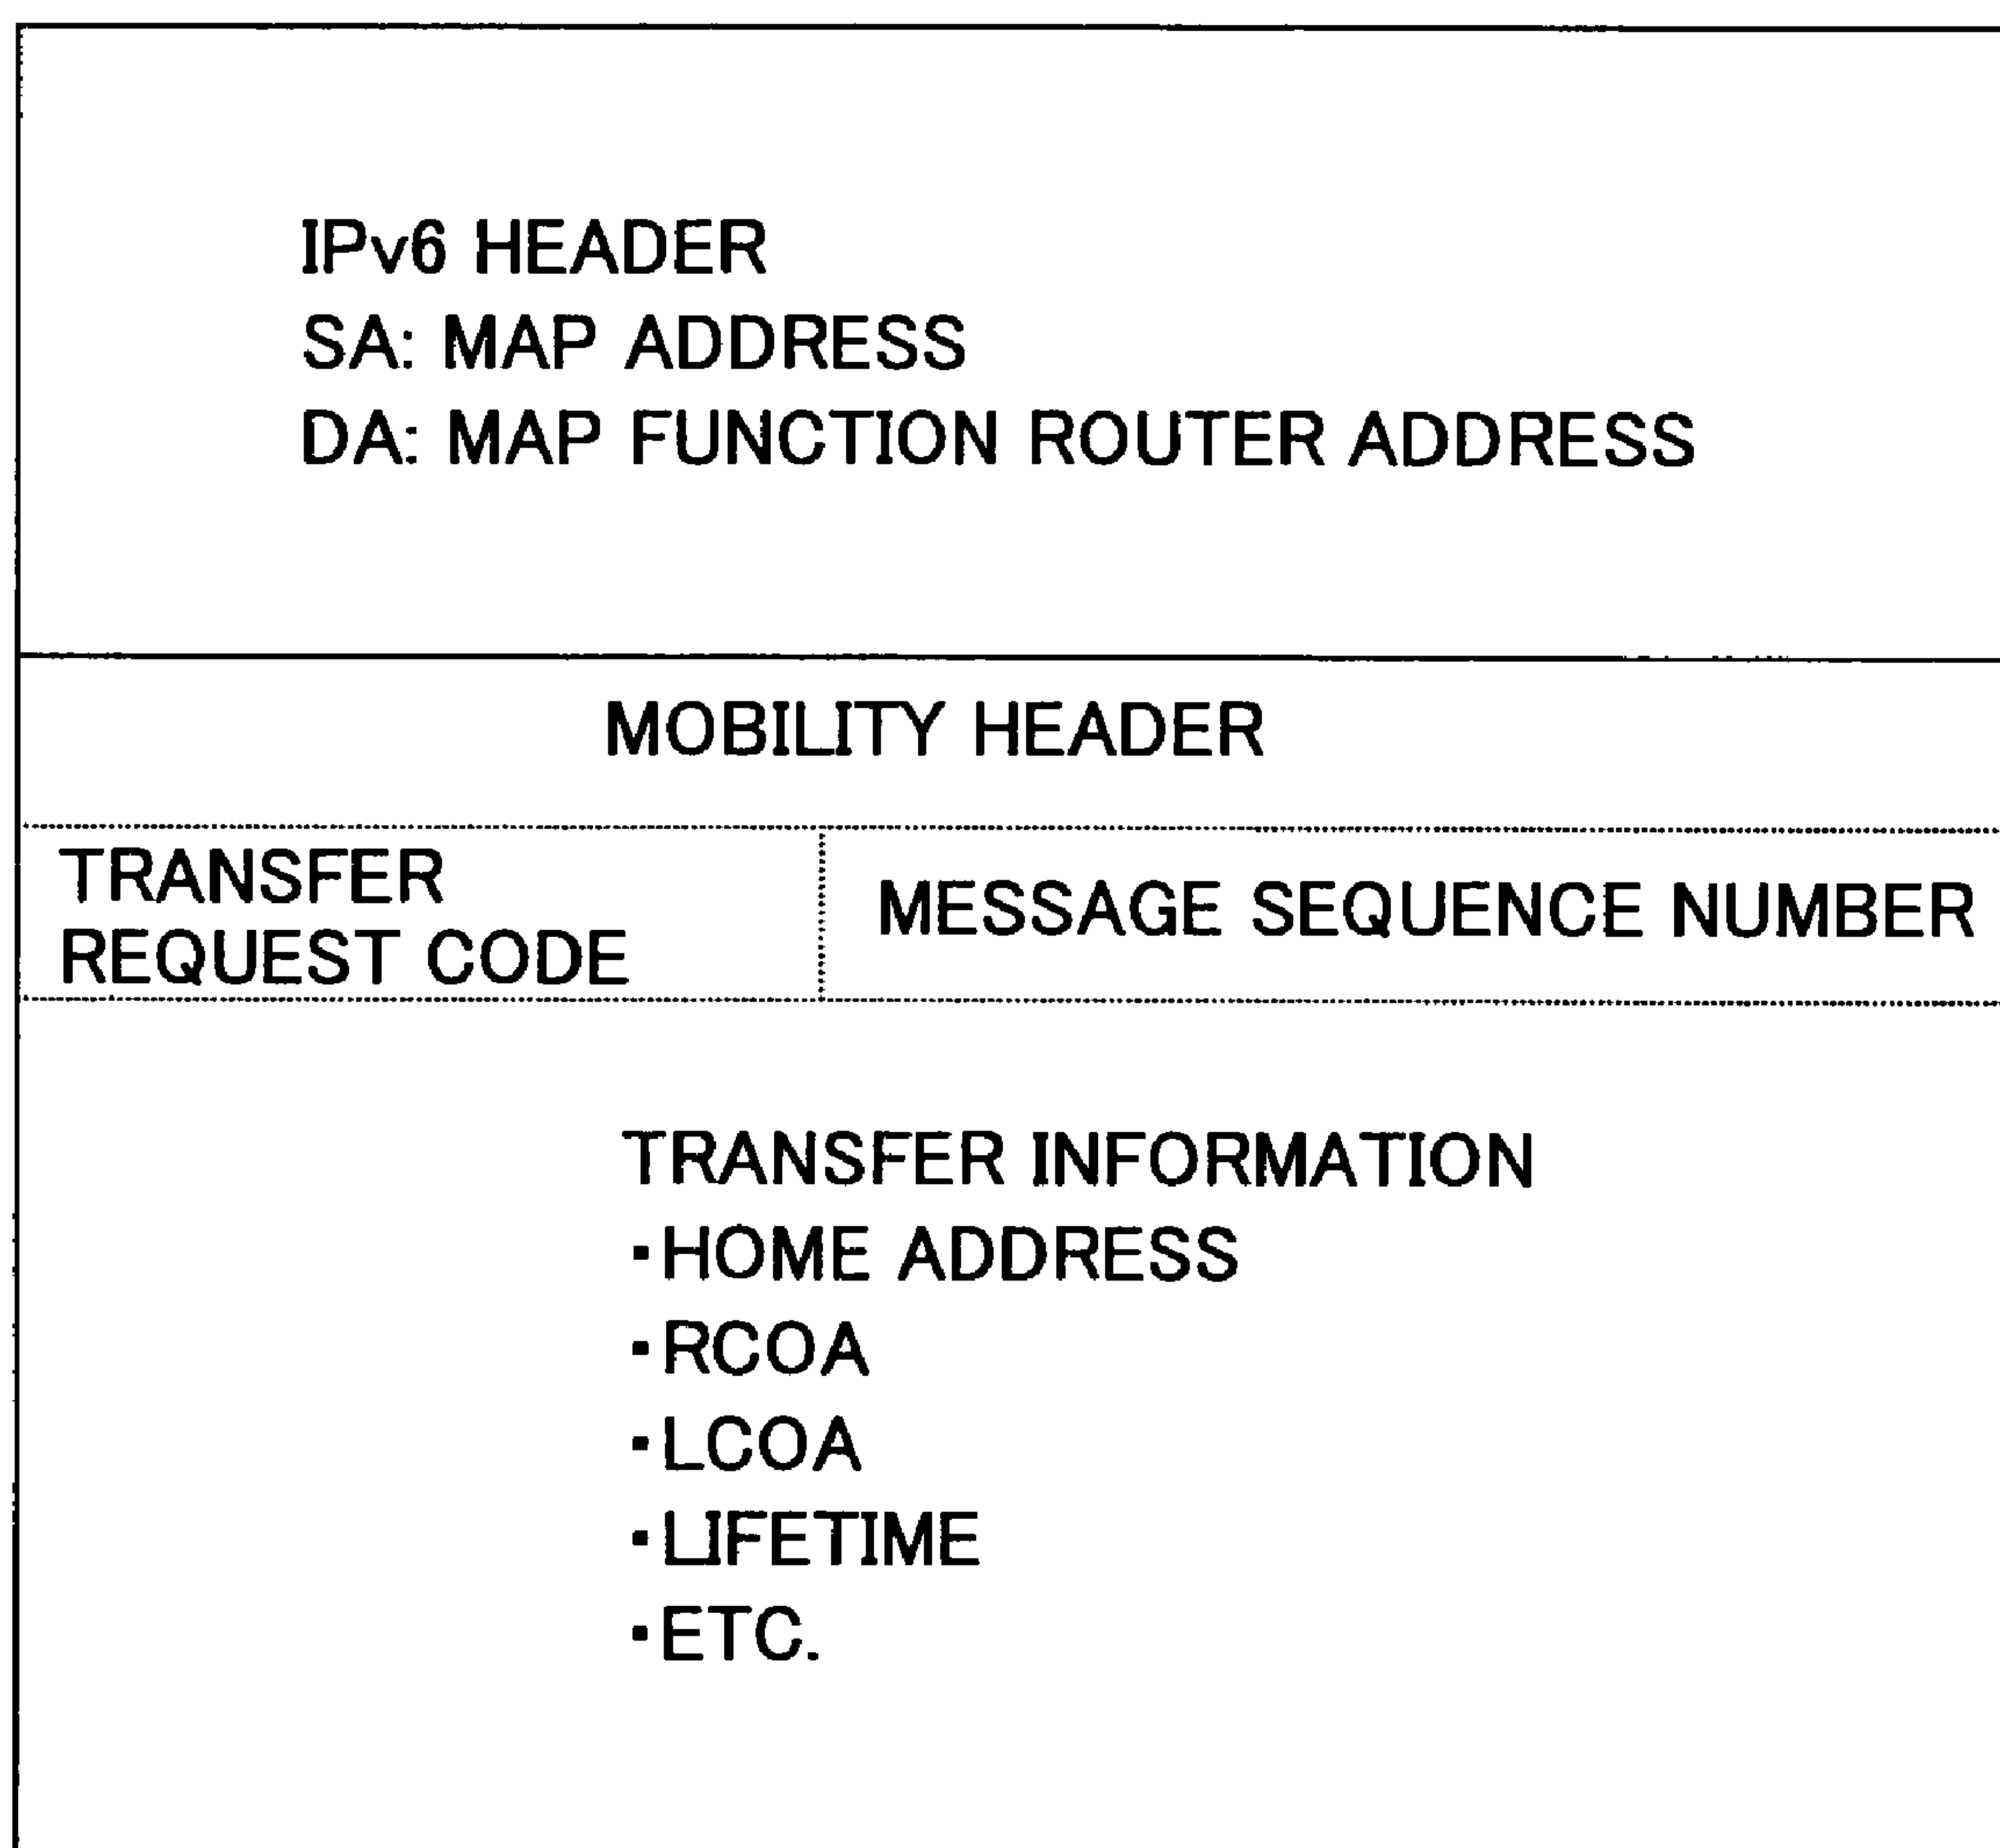 IPv6 HEADER
SA: MAP ADDRESS
DA: MAP FUNCTION ROUTER ADDRESS
MOBILITY HEADER
TRANSFER
REQUEST CODE
MESSAGE SEQUENCE NUMBER
TRANSFER INFORMATION
▪HOME ADDRESS
▪RCOA
▪LCOA
▪LIFETIME
▪ETC.